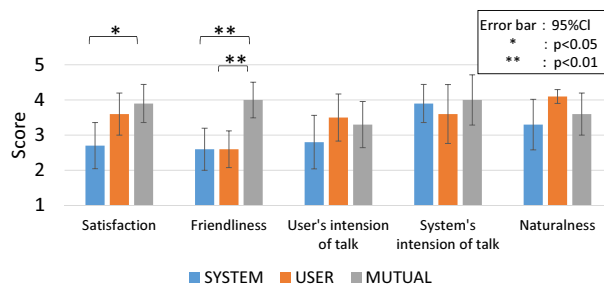 Error bar : 95%CI
* : p<0.05
** : p<0.01
* ** **
5
4
3
2
1
Score
Satisfaction Friendliness User's intension of talk System's intension of talk Naturalness
SYSTEM USER MUTUAL